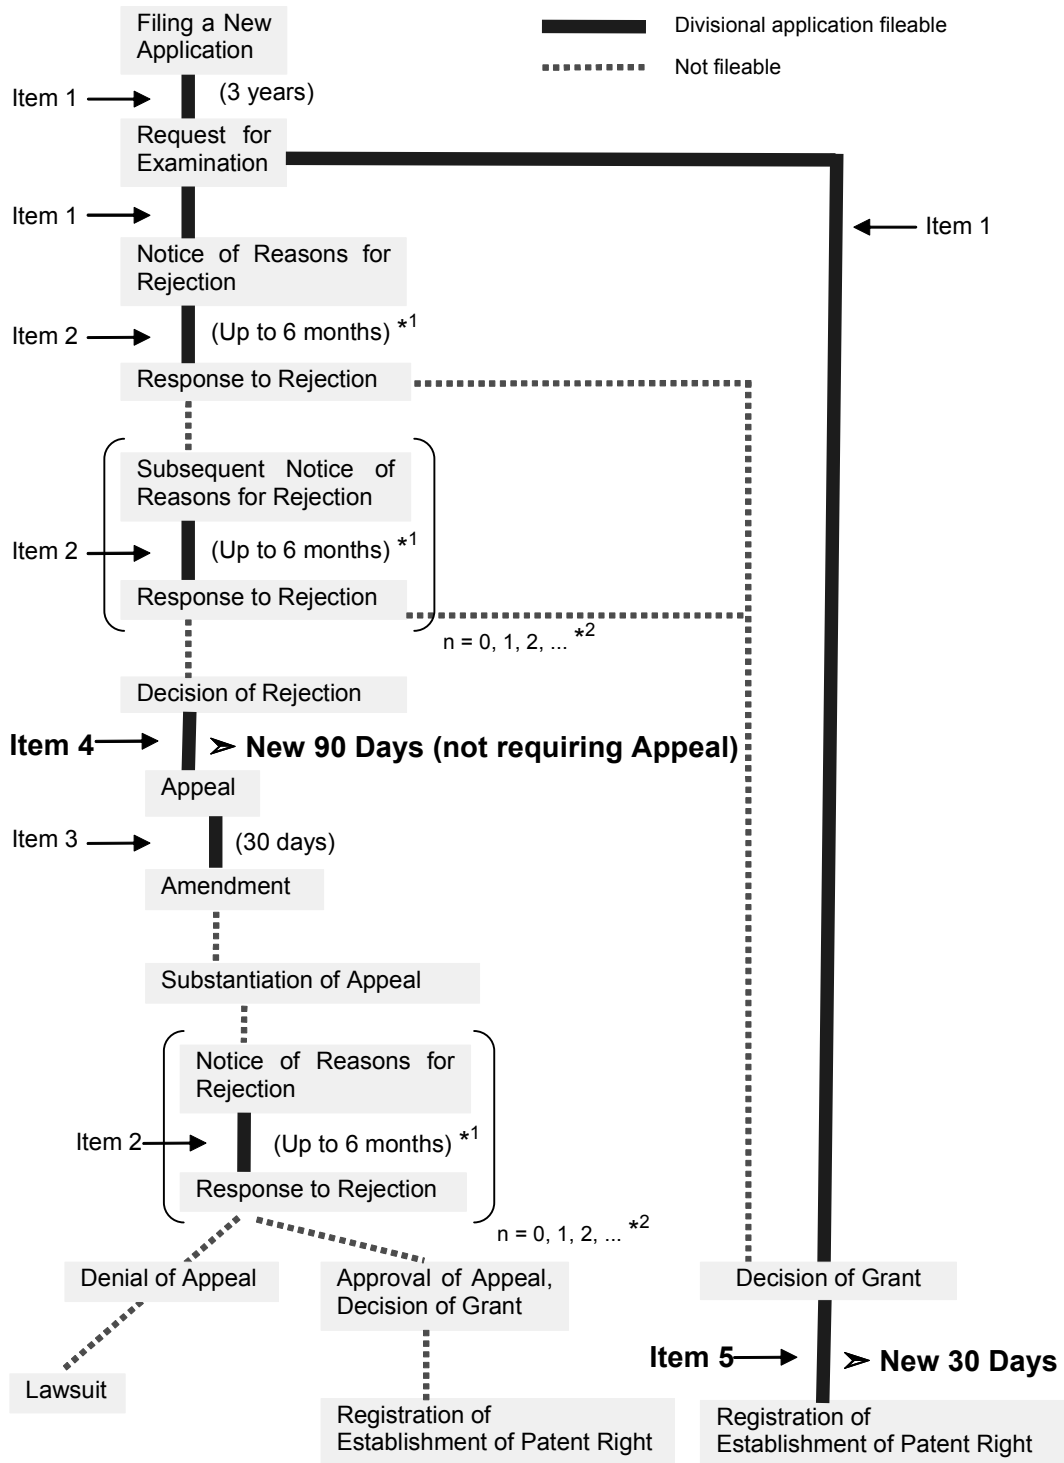 Filing a New
Application
Divisional application fileable
Not fileable
Item 1
(3 years)
Request for
Examination
Item 1
Item 1
Notice of Reasons for
Rejection
Item 2
(Up to 6 months) *1
Response to Rejection
Subsequent Notice of
Reasons for Rejection
Item 2
(Up to 6 months) *1
Response to Rejection
n = 0, 1, 2, ... *2
Decision of Rejection
Item 4
New 90 Days (not requiring Appeal)
Appeal
Item 3
(30 days)
Amendment
Substantiation of Appeal
Notice of Reasons for
Rejection
Item 2
(Up to 6 months) *1
Response to Rejection
n = 0, 1, 2, ... *2
Denial of Appeal
Approval of Appeal,
Decision of Grant
Decision of Grant
Item 5
New 30 Days
Lawsuit
Registration of
Establishment of Patent Right
Registration of
Establishment of Patent Right